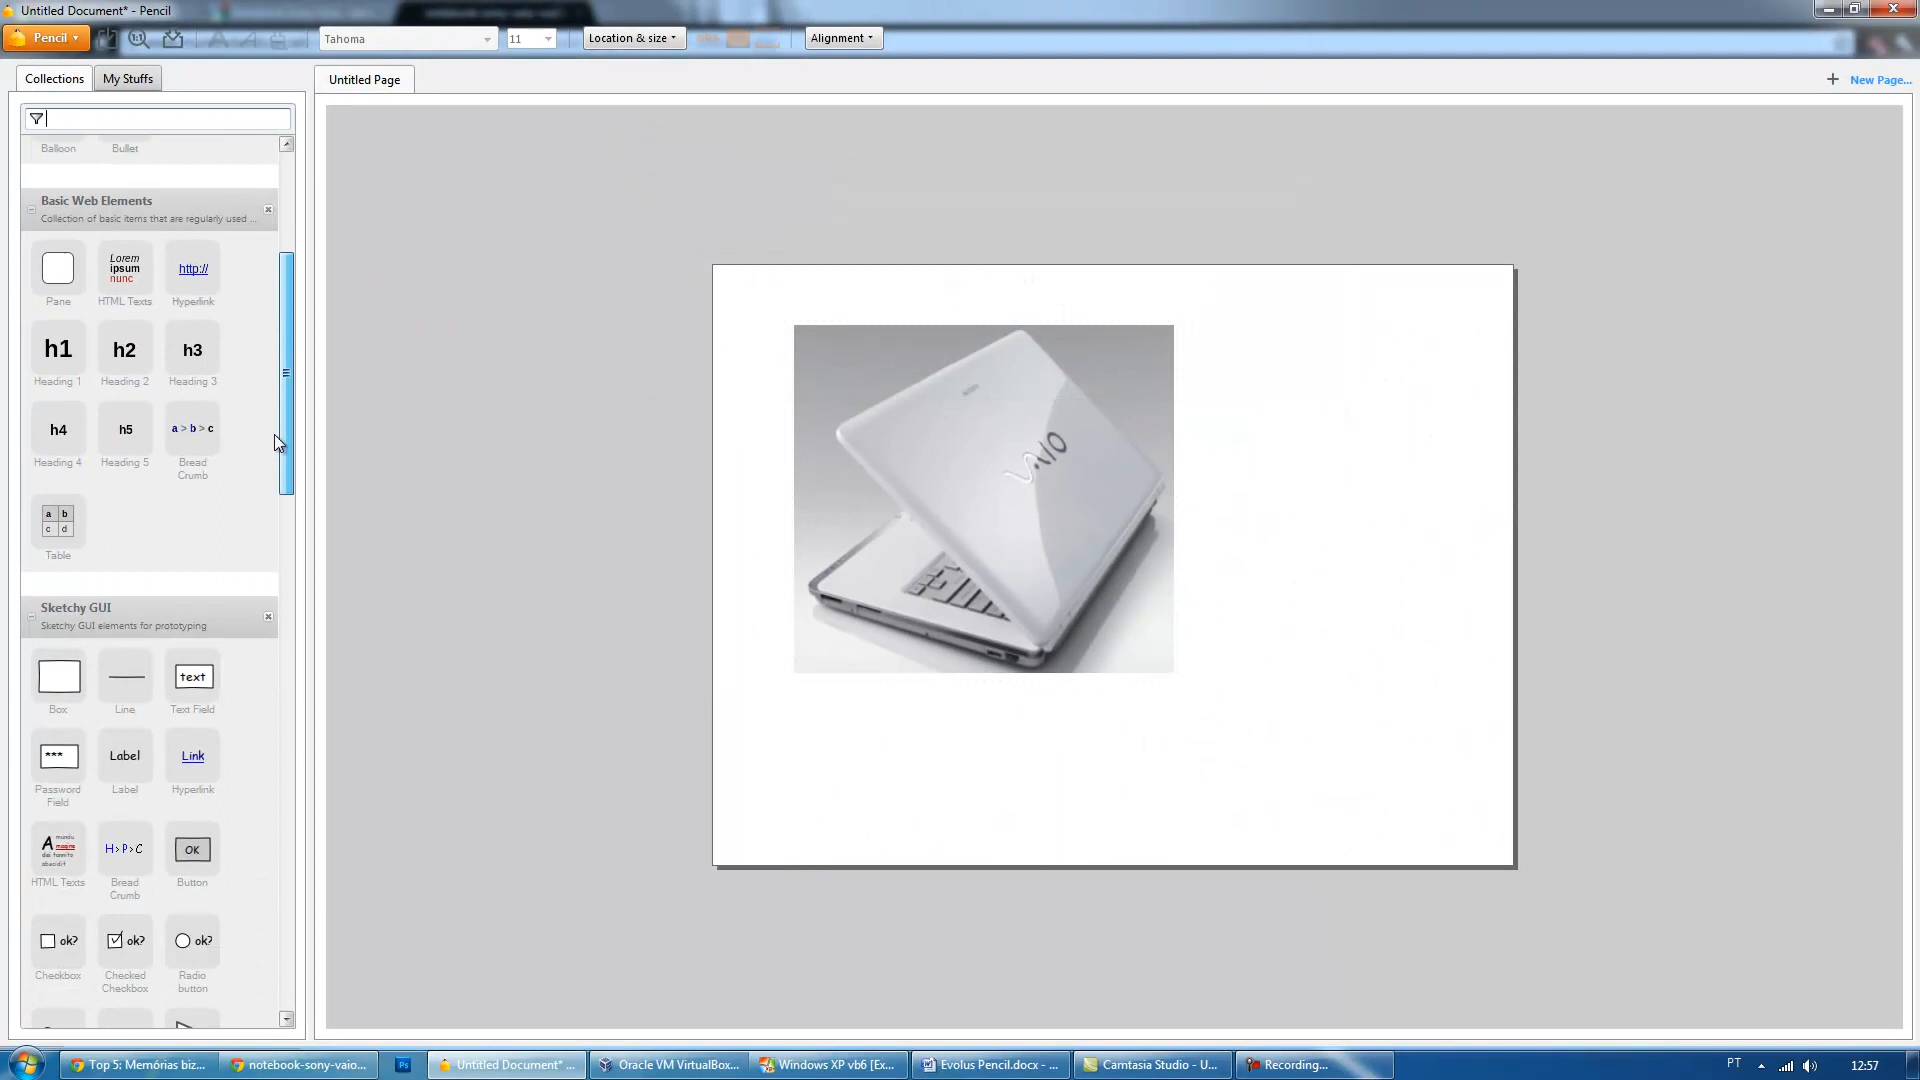 Untitled Document* - Pencil
Pencil
1:1
Tahoma
11
Location & size
Alignment
Collections
My Stuffs
Untitled Page
+ New Page...
Balloon
Bullet
Basic Web Elements
Collection of basic items that are regularly used ...
Lorem
ipsum
nunc
http://
Pane
HTML Texts
Hyperlink
h1
h2
h3
Heading 1
Heading 2
Heading 3
h4
h5
a > b > c
Heading 4
Heading 5
Bread
Crumb
a b
c d
Table
Sketchy GUI
Sketchy GUI elements for prototyping
text
Box
Line
Text Field
***
Label
Link
Password
Field
Label
Hyperlink
A
H>P>C
OK
HTML Texts
Bread
Crumb
Button
ok?
ok?
ok?
Checkbox
Checked
Checkbox
Radio
button
VAIO
Top 5: Memórias biz...
notebook-sony-vaio...
Ps
Untitled Document* ...
Oracle VM VirtualBox...
Windows XP vb6 [Ex...
Evolus Pencil.docx - ...
Camtasia Studio - U...
Recording...
PT
12:57